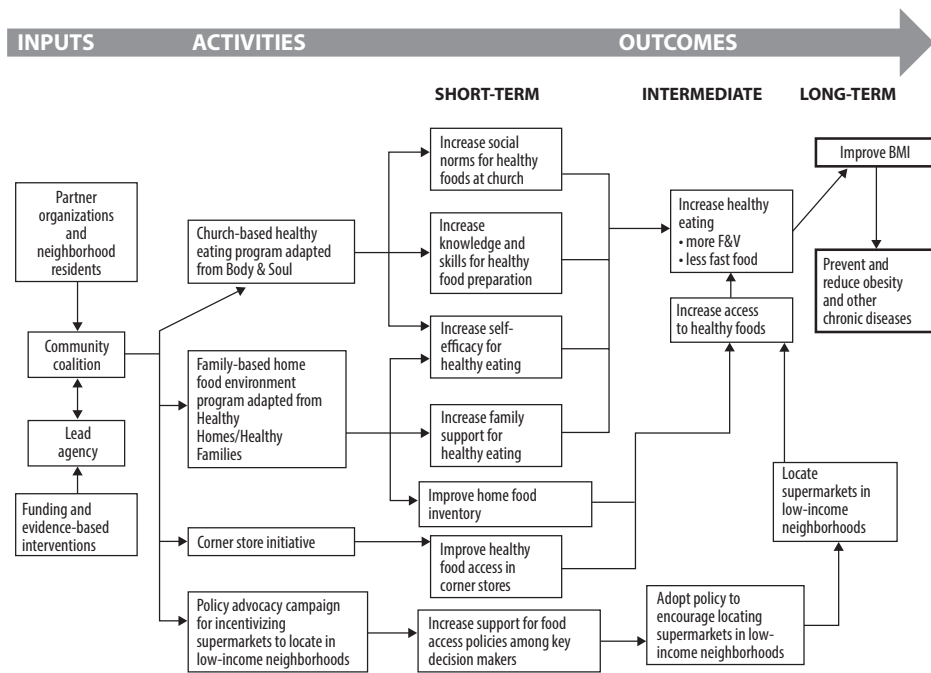 INPUTS
ACTIVITIES
OUTCOMES
SHORT-TERM
INTERMEDIATE
LONG-TERM
Partner
organizations
and
neighborhood
residents
Community
coalition
Lead
agency
Funding and
evidence-based
interventions
Church-based healthy
eating program adapted
from Body & Soul
Family-based home
food environment
program adapted from
Healthy
Homes/Healthy
Families
Corner store initiative
Policy advocacy campaign
for incentivizing
supermarkets to locate in
low-income neighborhoods
Increase social
norms for healthy
foods at church
Increase
knowledge and
skills for healthy
food preparation
Increase self-
efficacy for
healthy eating
Increase family
support for
healthy eating
Improve home food
inventory
Improve healthy
food access in
corner stores
Increase support for food
access policies among key
decision makers
Increase healthy
eating
• more F&V
• less fast food
Increase access
to healthy foods
Adopt policy to
encourage locating
supermarkets in low-
income neighborhoods
Improve BMI
Prevent and
reduce obesity
and other
chronic diseases
Locate
supermarkets in
low-income
neighborhoods